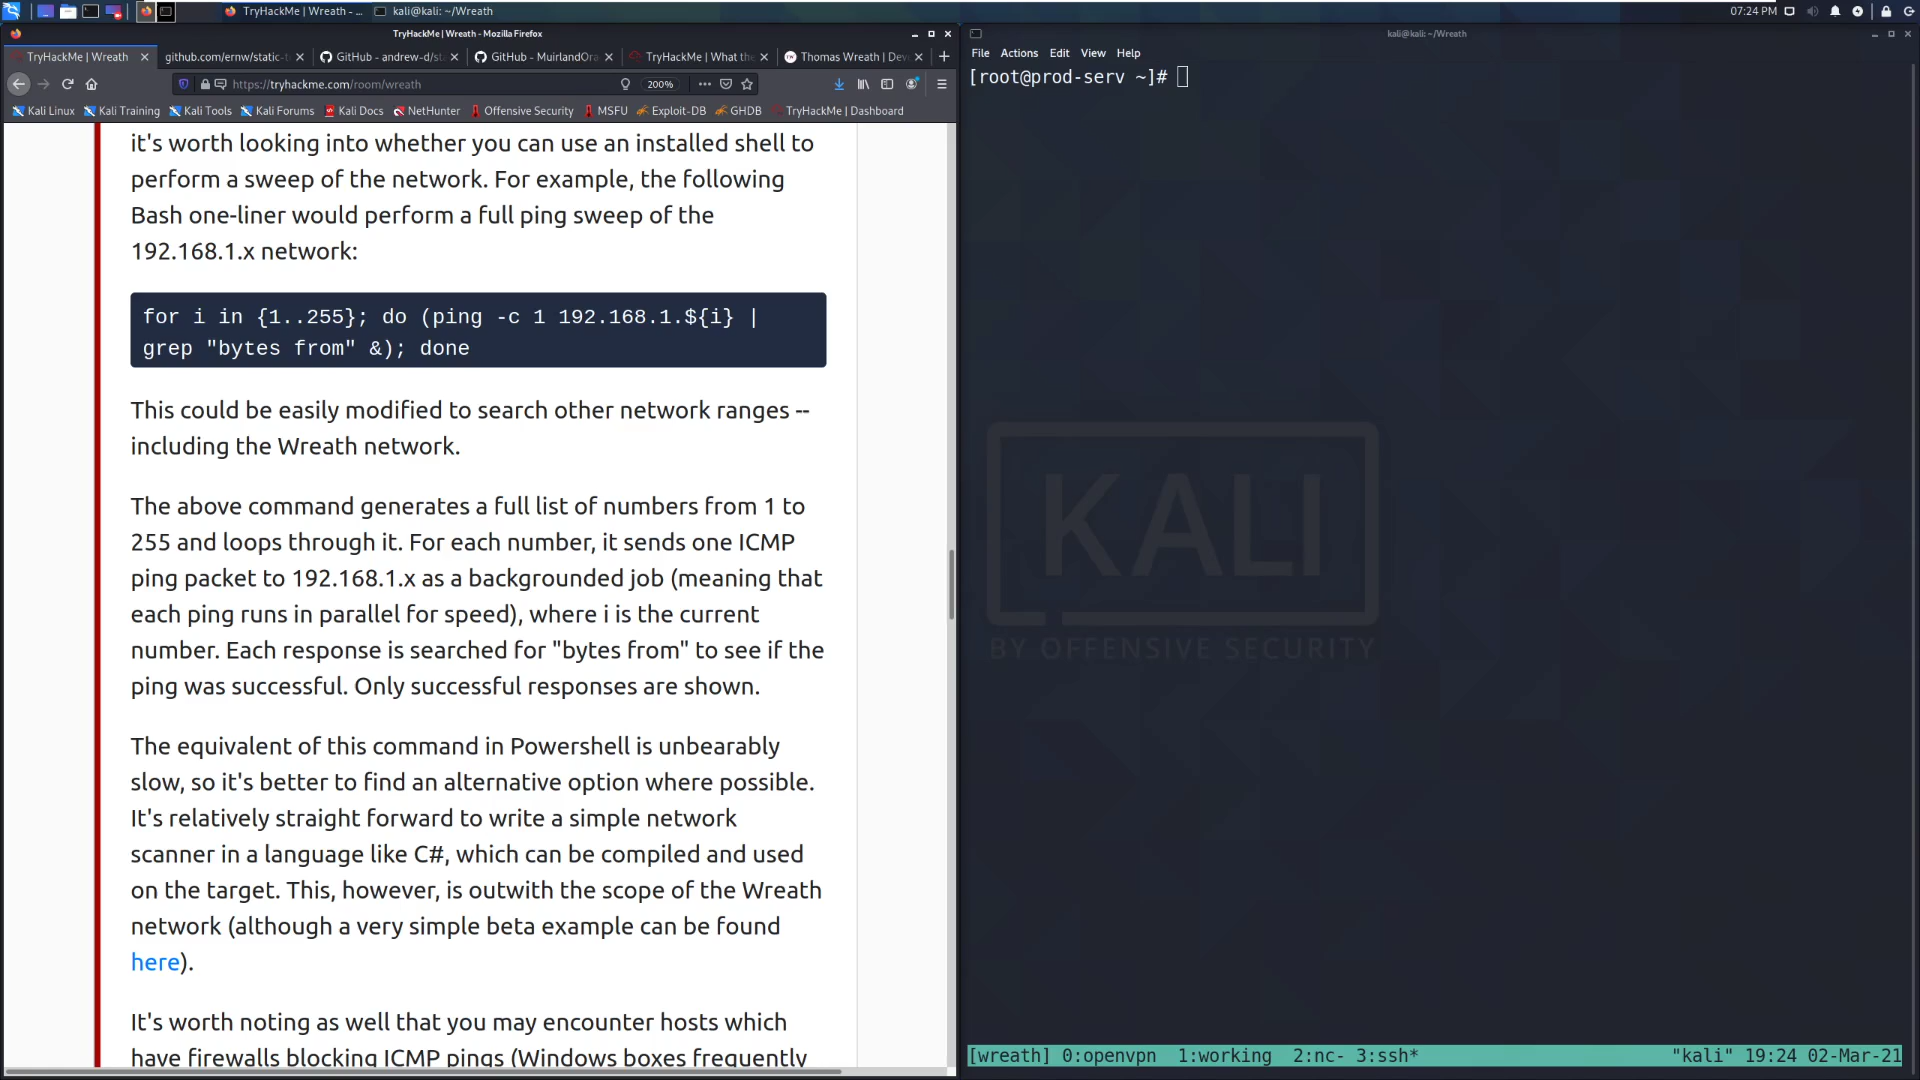 TryHackMe | Wreath - ...
kali@kali: ~/Wreath
07:24 PM
TryHackMe | Wreath - Mozilla Firefox
kali@kali: ~/Wreath
TryHackMe | Wreath
github.com/ernw/static-t
GitHub - andrew-d/sta
GitHub - MuirlandOra
TryHackMe | What the
Thomas Wreath | Dev
https://tryhackme.com/room/wreath
200%
Kali Linux
Kali Training
Kali Tools
Kali Forums
Kali Docs
NetHunter
Offensive Security
MSFU
Exploit-DB
GHDB
TryHackMe | Dashboard
it's worth looking into whether you can use an installed shell to
perform a sweep of the network. For example, the following
Bash one-liner would perform a full ping sweep of the
192.168.1.x network:
for i in {1..255}; do (ping -c 1 192.168.1.${i} |
grep "bytes from" &); done
This could be easily modified to search other network ranges --
including the Wreath network.
The above command generates a full list of numbers from 1 to
255 and loops through it. For each number, it sends one ICMP
ping packet to 192.168.1.x as a backgrounded job (meaning that
each ping runs in parallel for speed), where i is the current
number. Each response is searched for "bytes from" to see if the
ping was successful. Only successful responses are shown.
The equivalent of this command in Powershell is unbearably
slow, so it's better to find an alternative option where possible.
It's relatively straight forward to write a simple network
scanner in a language like C#, which can be compiled and used
on the target. This, however, is outwith the scope of the Wreath
network (although a very simple beta example can be found
here).
It's worth noting as well that you may encounter hosts which
have firewalls blocking ICMP pings (Windows boxes frequently
File Actions Edit View Help
[root@prod-serv ~]#
KALI
BY OFFENSIVE SECURITY
[wreath] 0:openvpn 1:working 2:nc- 3:ssh* "kali" 19:24 02-Mar-21